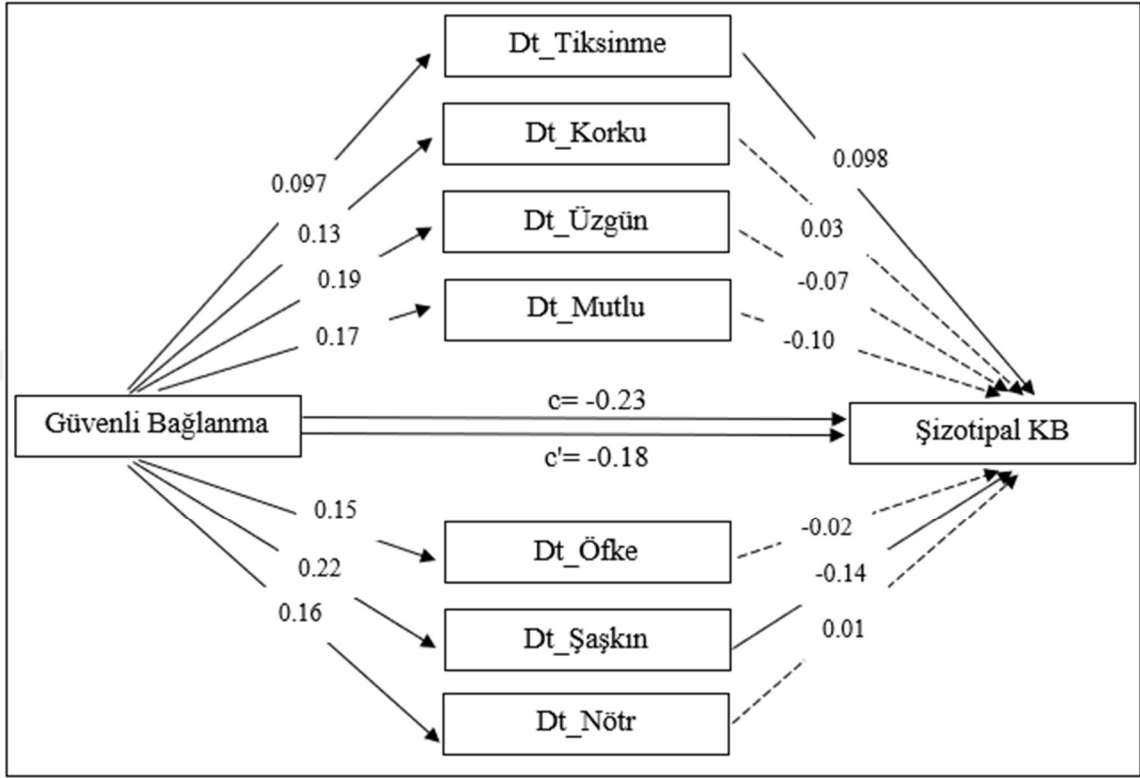 Dt_Tiksinme
Dt_Korku
Dt_Üzgün
Dt_Mutlu
0.097
0.13
0.19
0.17
0.098
0.03
-0.07
-0.10
Güvenli Bağlanma
c= -0.23
c'= -0.18
Şizotipal KB
0.15
0.22
0.16
Dt_Öfke
Dt_Şaşkın
Dt_Nötr
-0.02
-0.14
0.01